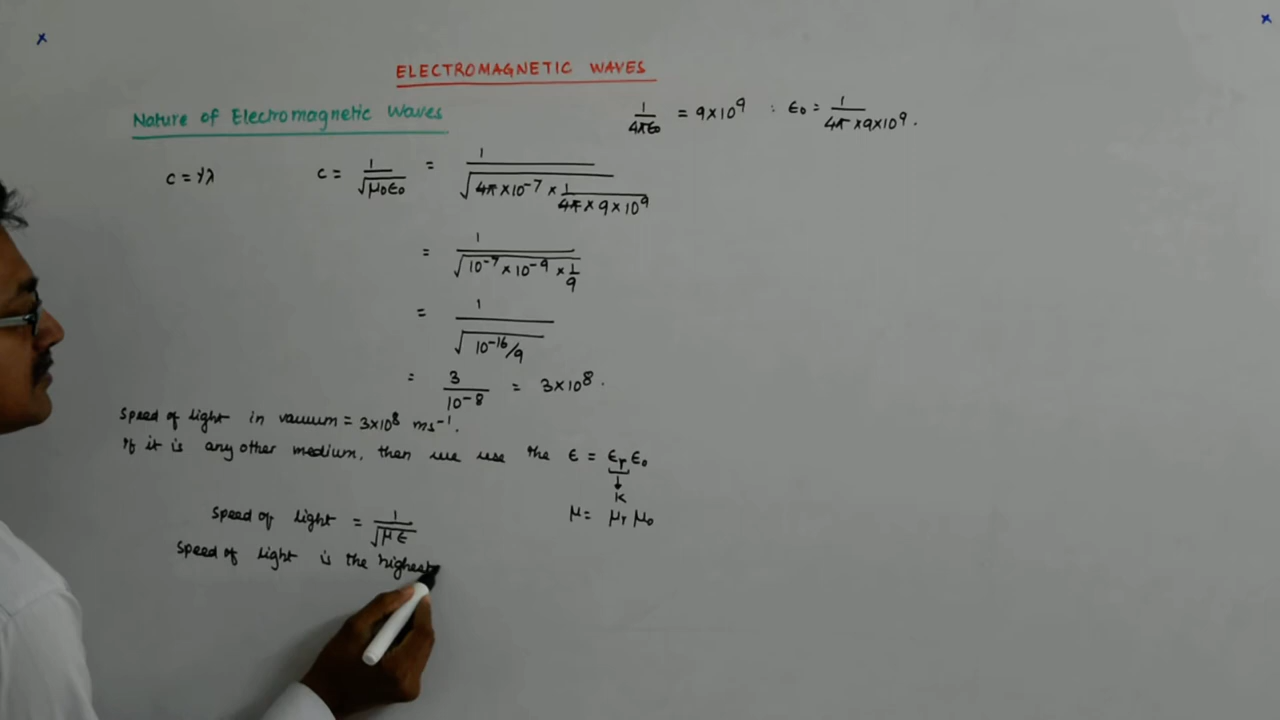 ELECTROMAGNETIC WAVES
Nature of Electromagnetic Waves
1/4πε₀ = 9×10⁹ : ε₀ = 1/4π×9×10⁹.
c = νλ
c = 1/√μ₀ε₀ = 1/√4π×10⁻⁷×1/4π×9×10⁹
= 1/√10⁻⁷×10⁻⁹×1/9
= 1/√10⁻¹⁶/9
= 3/10⁻⁸ = 3×10⁸.
Speed of light in vacuum = 3×10⁸ ms⁻¹.
If it is any other medium, then we use the ε = εᵣε₀
↓
K
Speed of light = 1/√με
μ = μᵣμ₀
Speed of light is the highest